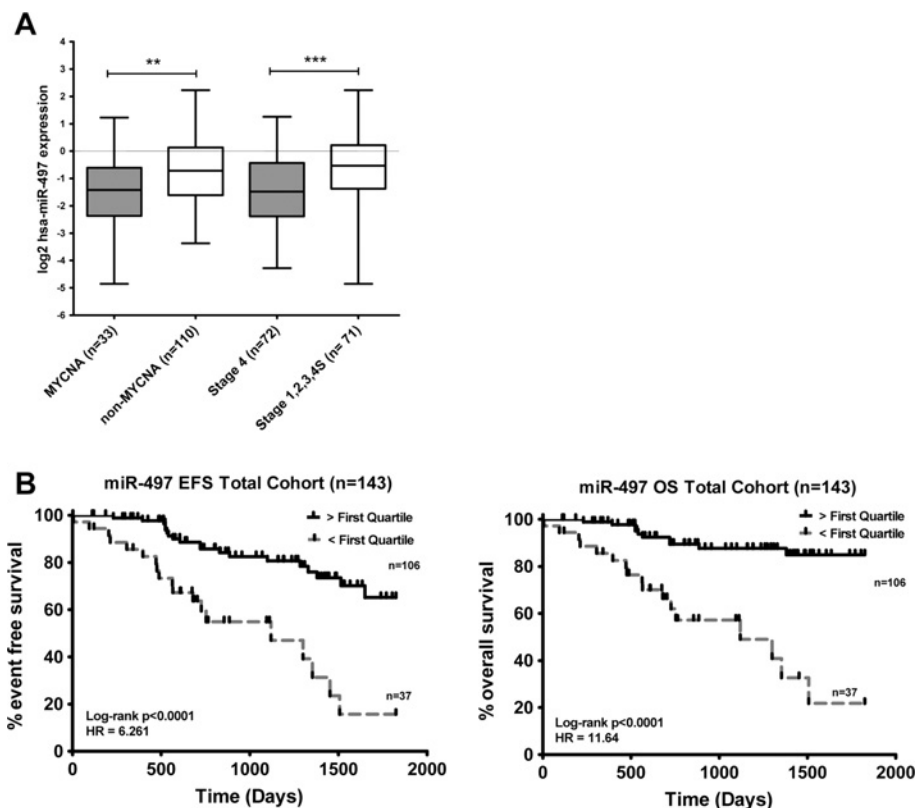 A
log2 hsa-miR-497 expression
4
3
2
1
0
-1
-2
-3
-4
-5
-6
**
***
MYCNA (n=33)
non-MYCNA (n=110)
Stage 4 (n=72)
Stage 1,2,3,4S (n= 71)
B
miR-497 EFS Total Cohort (n=143)
% event free survival
100
80
60
40
20
0
> First Quartile
< First Quartile
n=106
n=37
Log-rank p<0.0001
HR = 6.261
0 500 1000 1500 2000
Time (Days)
miR-497 OS Total Cohort (n=143)
% overall survival
100
80
60
40
20
0
> First Quartile
< First Quartile
n=106
n=37
Log-rank p<0.0001
HR = 11.64
0 500 1000 1500 2000
Time (Days)